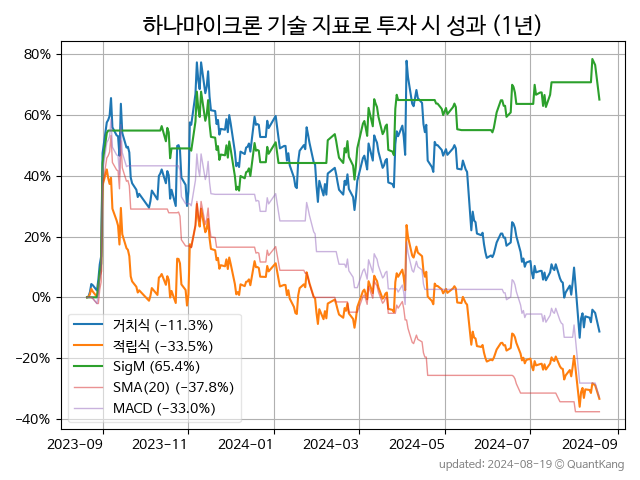 하나마이크론 기술 지표로 투자 시 성과 (1년)
80%
60%
40%
20%
0%
−20%
−40%
거치식 (−11.3%)
적립식 (−33.5%)
SigM (65.4%)
SMA(20) (−37.8%)
MACD (−33.0%)
2023-09
2023-11
2024-01
2024-03
2024-05
2024-07
2024-09
updated: 2024-08-19 © QuantKang